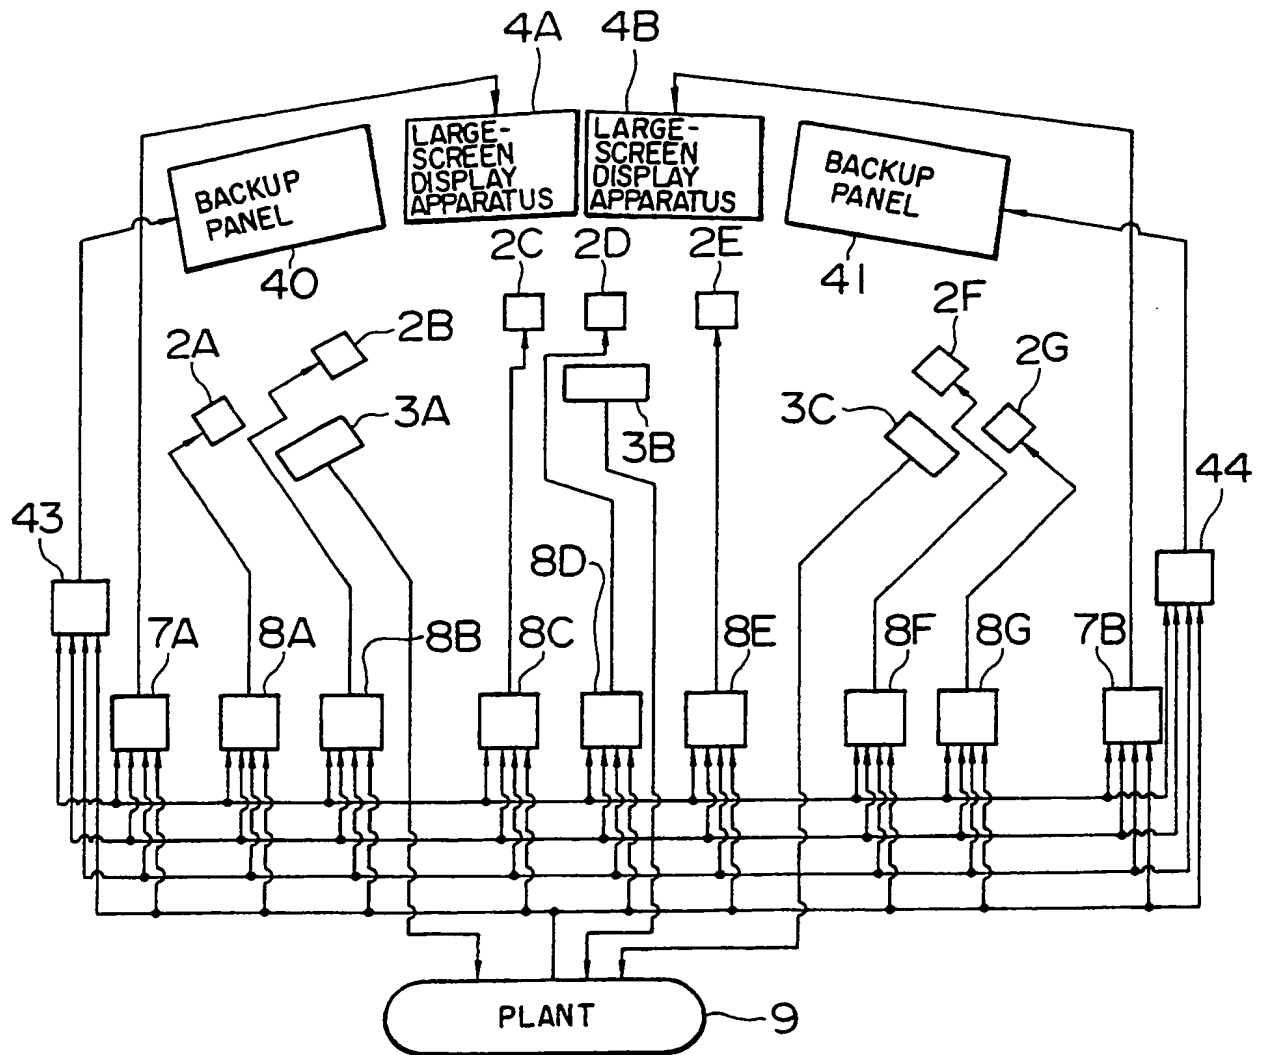 4A 4B
LARGE-
SCREEN
DISPLAY
APPARATUS
LARGE-
SCREEN
DISPLAY
APPARATUS
BACKUP
PANEL
BACKUP
PANEL
40
2C 2D 2E
41
2F
2A 2B
2G
3A
3B
3C
43
44
7A 8A 8B 8C 8D 8E 8F 8G 7B
PLANT
9